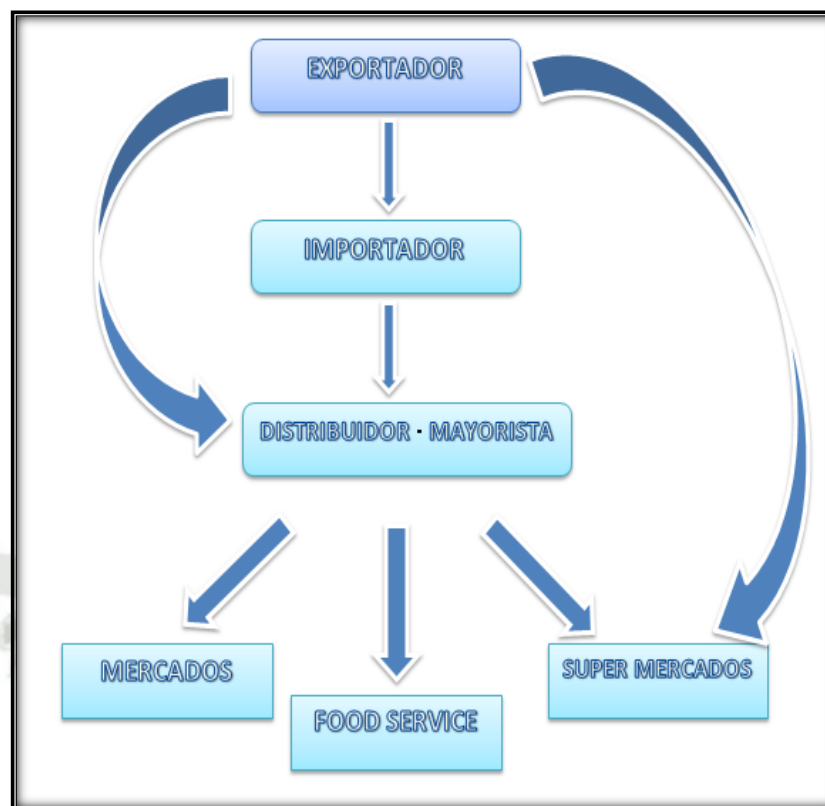 EXPORTADOR
IMPORTADOR
DISTRIBUIDOR - MAYORISTA
MERCADOS
FOOD SERVICE
SUPER MERCADOS